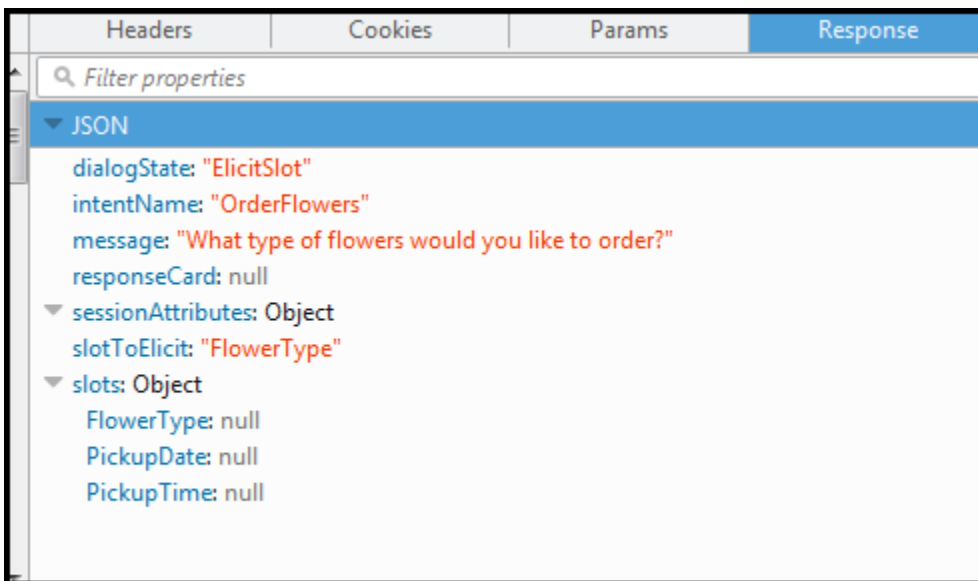 Headers Cookies Params Response
Filter properties
JSON
dialogState: "ElicitSlot"
intentName: "OrderFlowers"
message: "What type of flowers would you like to order?"
responseCard: null
sessionAttributes: Object
slotToElicit: "FlowerType"
slots: Object
FlowerType: null
PickupDate: null
PickupTime: null